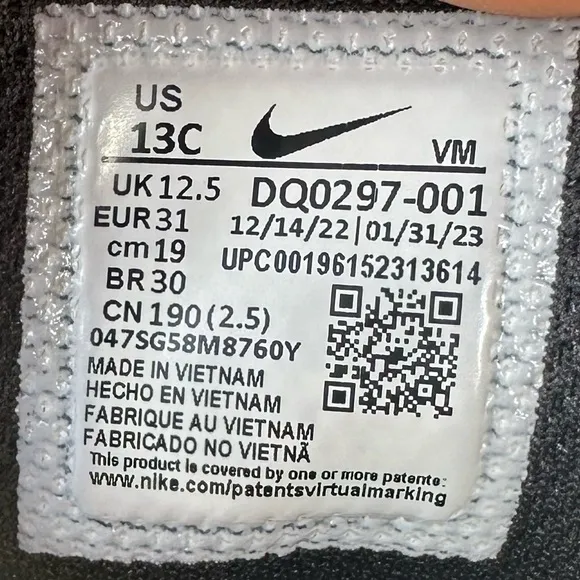 US
13C
VM
UK 12.5
DQ0297-001
EUR 31
12/14/22|01/31/23
cm 19
UPC00196152313614
BR 30
CN 190 (2.5)
047SG58M8760Y
MADE IN VIETNAM
HECHO EN VIETNAM
FABRIQUE AU VIETNAM
FABRICADO NO VIETNÃ
This product is covered by one or more patents:
www.nike.com/patentsvirtualmarking